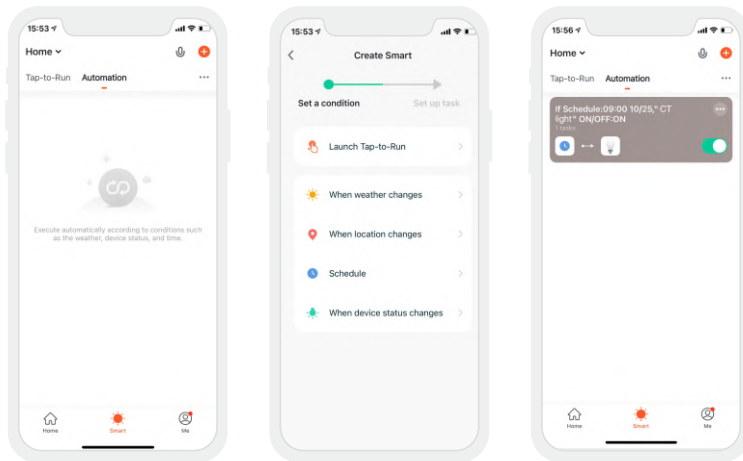 15:53
Home
Tap-to-Run Automation
Execute automatically according to conditions such
as the weather, device status, and time.
Home Smart Me
15:53
Create Smart
Set a condition Set up task
Launch Tap-to-Run
When weather changes
When location changes
Schedule
When device status changes
15:56
Home
Tap-to-Run Automation
If Schedule:09:00 10/25," CT
light" ON/OFF:ON
1 tasks
Home Smart Me